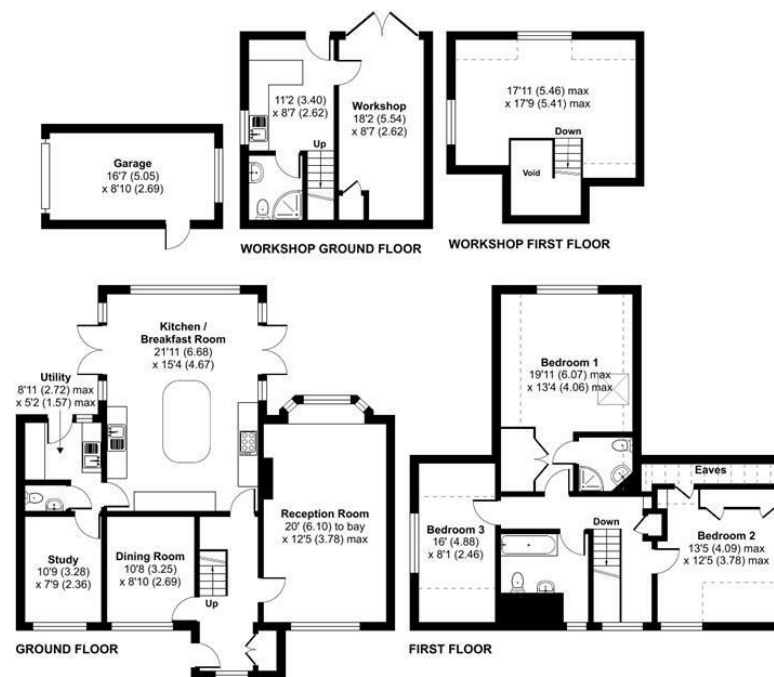 11'2 (3.40)
x 8'7 (2.62)
Up
Workshop
18'2 (5.54)
x 8'7 (2.62)
17'11 (5.46) max
x 17'9 (5.41) max
Down
Void
Garage
16'7 (5.05)
x 8'10 (2.69)
WORKSHOP GROUND FLOOR
WORKSHOP FIRST FLOOR
Kitchen /
Breakfast Room
21'11 (6.68)
x 15'4 (4.67)
Utility
8'11 (2.72) max
x 5'2 (1.57) max
Reception Room
20' (6.10) to bay
x 12'5 (3.78) max
Study
10'9 (3.28)
x 7'9 (2.36)
Dining Room
10'8 (3.25)
x 8'10 (2.69)
Up
GROUND FLOOR
Bedroom 1
19'11 (6.07) max
x 13'4 (4.06) max
Eaves
Bedroom 3
16' (4.88)
x 8'1 (2.46)
Down
Bedroom 2
13'5 (4.09) max
x 12'5 (3.78) max
FIRST FLOOR